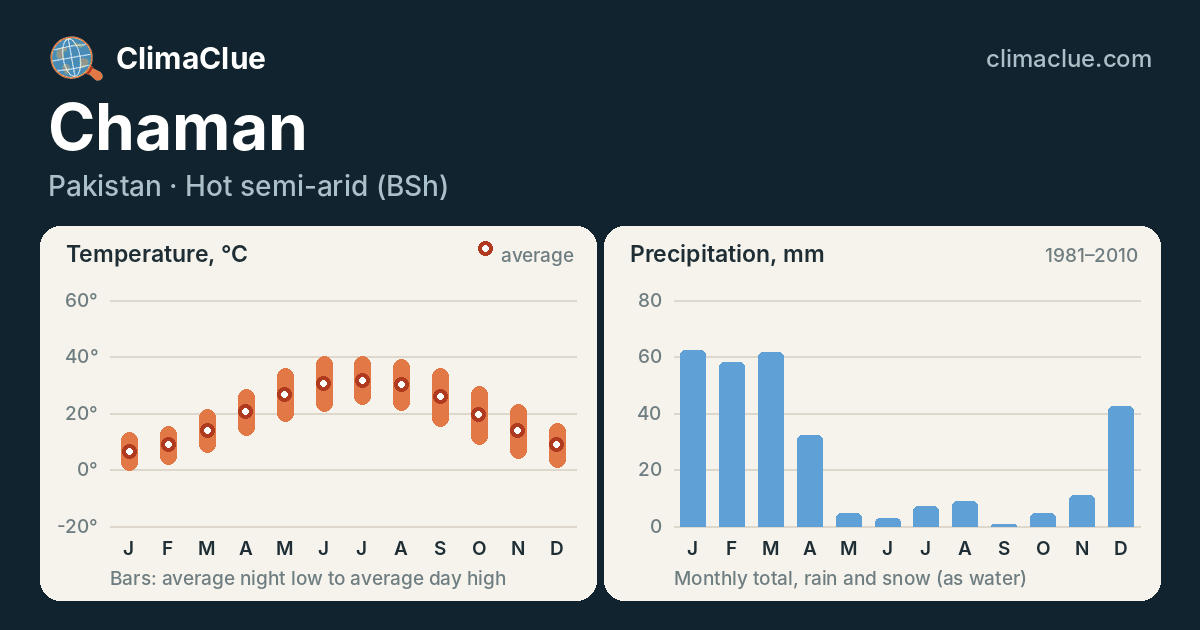 ClimaClue
climaclue.com
Chaman
Pakistan · Hot semi-arid (BSh)
Temperature, °C
average
60°
40°
20°
0°
-20°
J F M A M J J A S O N D
Bars: average night low to average day high
Precipitation, mm
1981–2010
80
60
40
20
0
J F M A M J J A S O N D
Monthly total, rain and snow (as water)